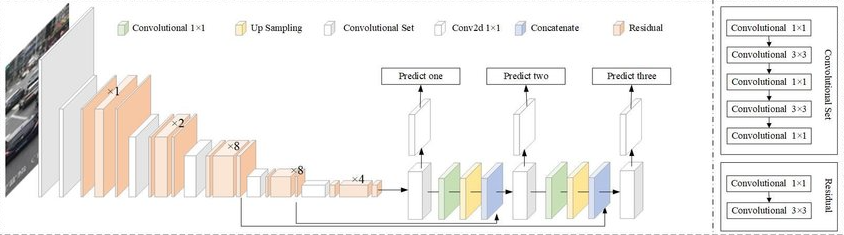 Convolutional 1×1
Up Sampling
Convolutional Set
Conv2d 1×1
Concatenate
Residual
×1
×2
×8
×8
×4
Predict one
Predict two
Predict three
Convolutional 1×1
Convolutional 3×3
Convolutional 1×1
Convolutional 3×3
Convolutional 1×1
Convolutional Set
Convolutional 1×1
Convolutional 3×3
Residual